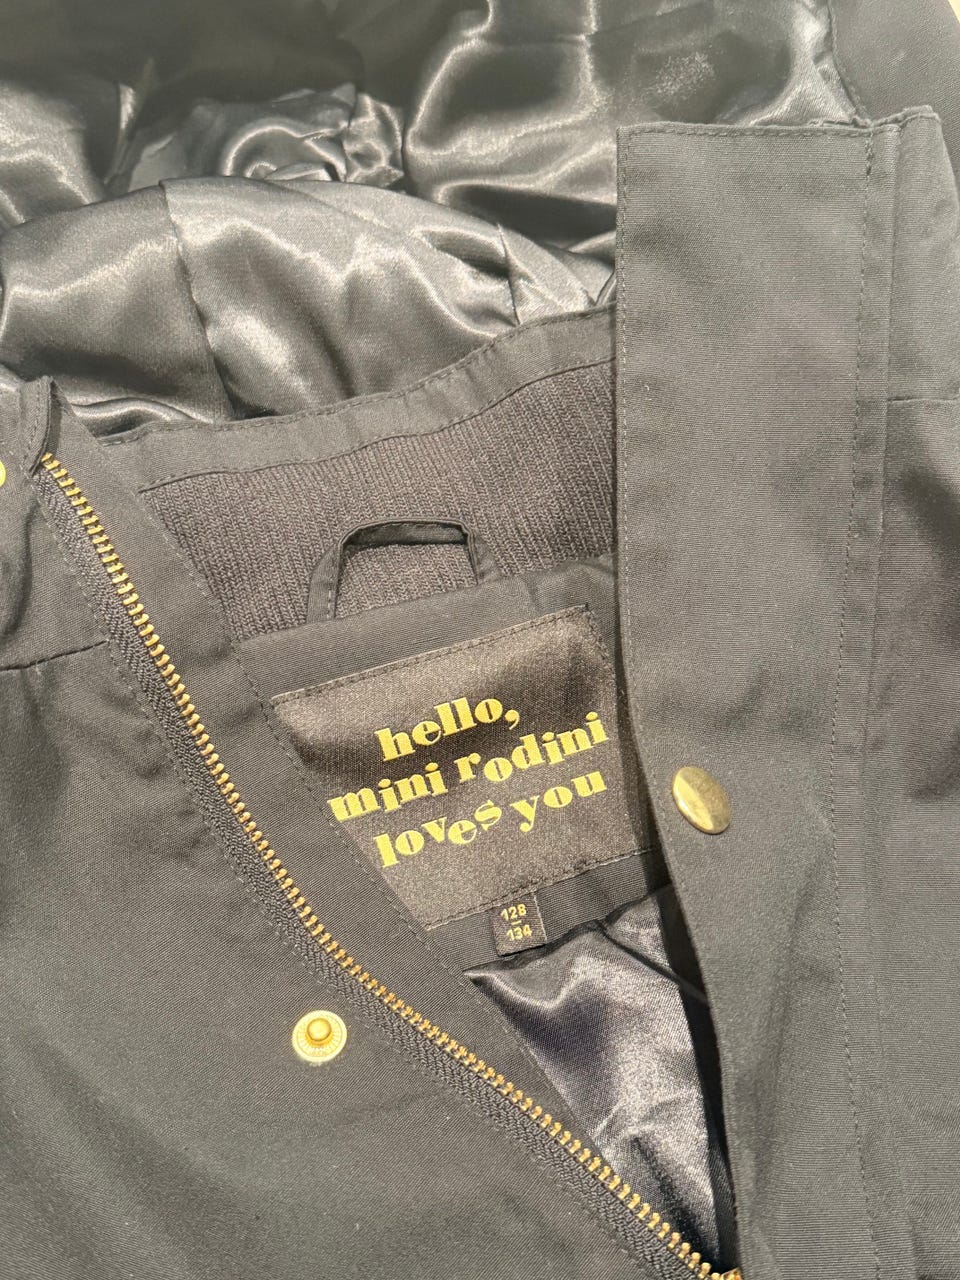 hello,
mini rodini
loves you
128
134